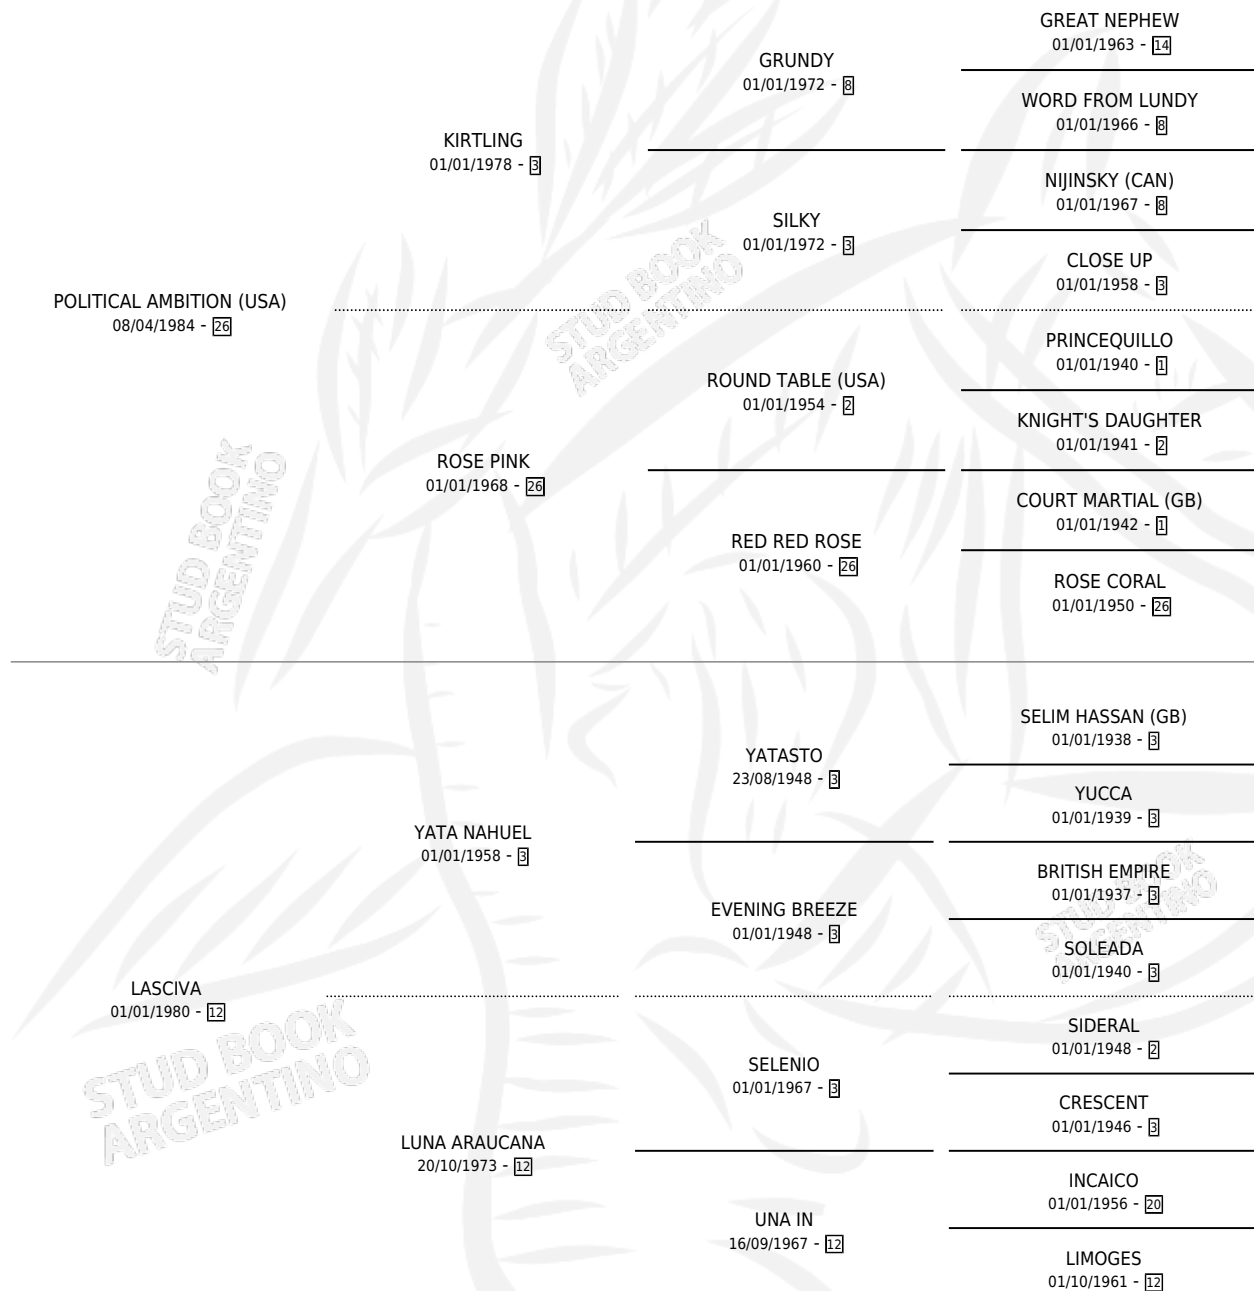 GREAT NEPHEW
01/01/1963 - 14
GRUNDY
01/01/1972 - 8
WORD FROM LUNDY
01/01/1966 - 8
KIRTLING
01/01/1978 - 3
NIJINSKY (CAN)
01/01/1967 - 8
SILKY
01/01/1972 - 3
CLOSE UP
01/01/1958 - 3
POLITICAL AMBITION (USA)
08/04/1984 - 26
PRINCEQUILLO
01/01/1940 - 1
ROUND TABLE (USA)
01/01/1954 - 2
KNIGHT'S DAUGHTER
01/01/1941 - 2
ROSE PINK
01/01/1968 - 26
COURT MARTIAL (GB)
01/01/1942 - 1
RED RED ROSE
01/01/1960 - 26
ROSE CORAL
01/01/1950 - 26
SELIM HASSAN (GB)
01/01/1938 - 3
YATASTO
23/08/1948 - 3
YUCCA
01/01/1939 - 3
YATA NAHUEL
01/01/1958 - 3
BRITISH EMPIRE
01/01/1937 - 3
EVENING BREEZE
01/01/1948 - 3
SOLEADA
01/01/1940 - 3
LASCIVA
01/01/1980 - 12
SIDERAL
01/01/1948 - 2
SELENIO
01/01/1967 - 3
CRESCENT
01/01/1946 - 3
LUNA ARAUCANA
20/10/1973 - 12
INCAICO
01/01/1956 - 20
UNA IN
16/09/1967 - 12
LIMOGES
01/10/1961 - 12
STUD BOOK
ARGENTINO
STUD BOOK
ARGENTINO
STUD BOOK
ARGENTINO
STUD BOOK
ARGENTINO